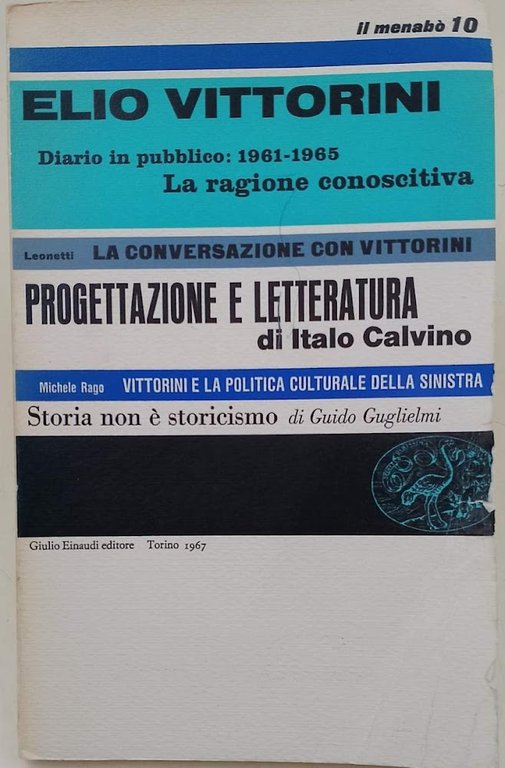 il menabò 10
ELIO VITTORINI
Diario in pubblico: 1961-1965
La ragione conoscitiva
Leonetti LA CONVERSAZIONE CON VITTORINI
PROGETTAZIONE E LETTERATURA
di Italo Calvino
Michele Rago VITTORINI E LA POLITICA CULTURALE DELLA SINISTRA
Storia non è storicismo di Guido Guglielmi
Giulio Einaudi editore Torino 1967